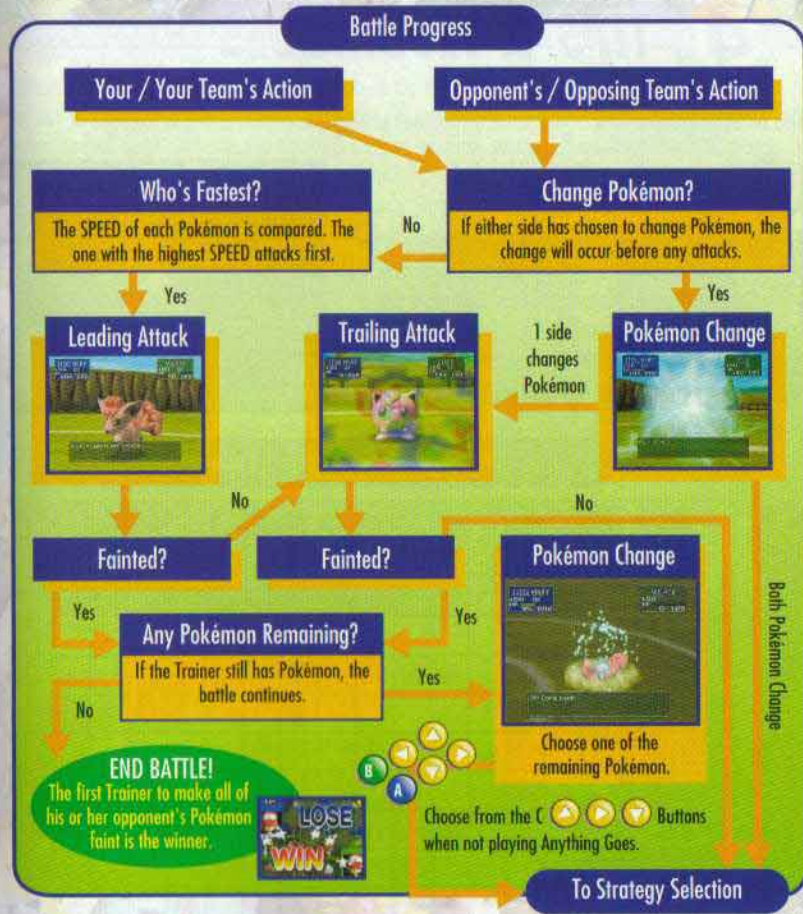 Battle Progress
Your / Your Team's Action
Opponent's / Opposing Team's Action
Who's Fastest?
The SPEED of each Pokémon is compared. The
one with the highest SPEED attacks first.
No
Change Pokémon?
If either side has chosen to change Pokémon, the
change will occur before any attacks.
Yes
Yes
Leading Attack
Trailing Attack
1 side
changes
Pokémon
Pokémon Change
No
No
Fainted?
Fainted?
Pokémon Change
Both Pokémon Change
Yes
Yes
Any Pokémon Remaining?
If the Trainer still has Pokémon, the
battle continues.
Yes
No
Choose one of the
remaining Pokémon.
B
A
END BATTLE!
The first Trainer to make all of
his or her opponent's Pokémon
faint is the winner.
LOSE
WIN
Choose from the C Buttons
when not playing Anything Goes.
To Strategy Selection